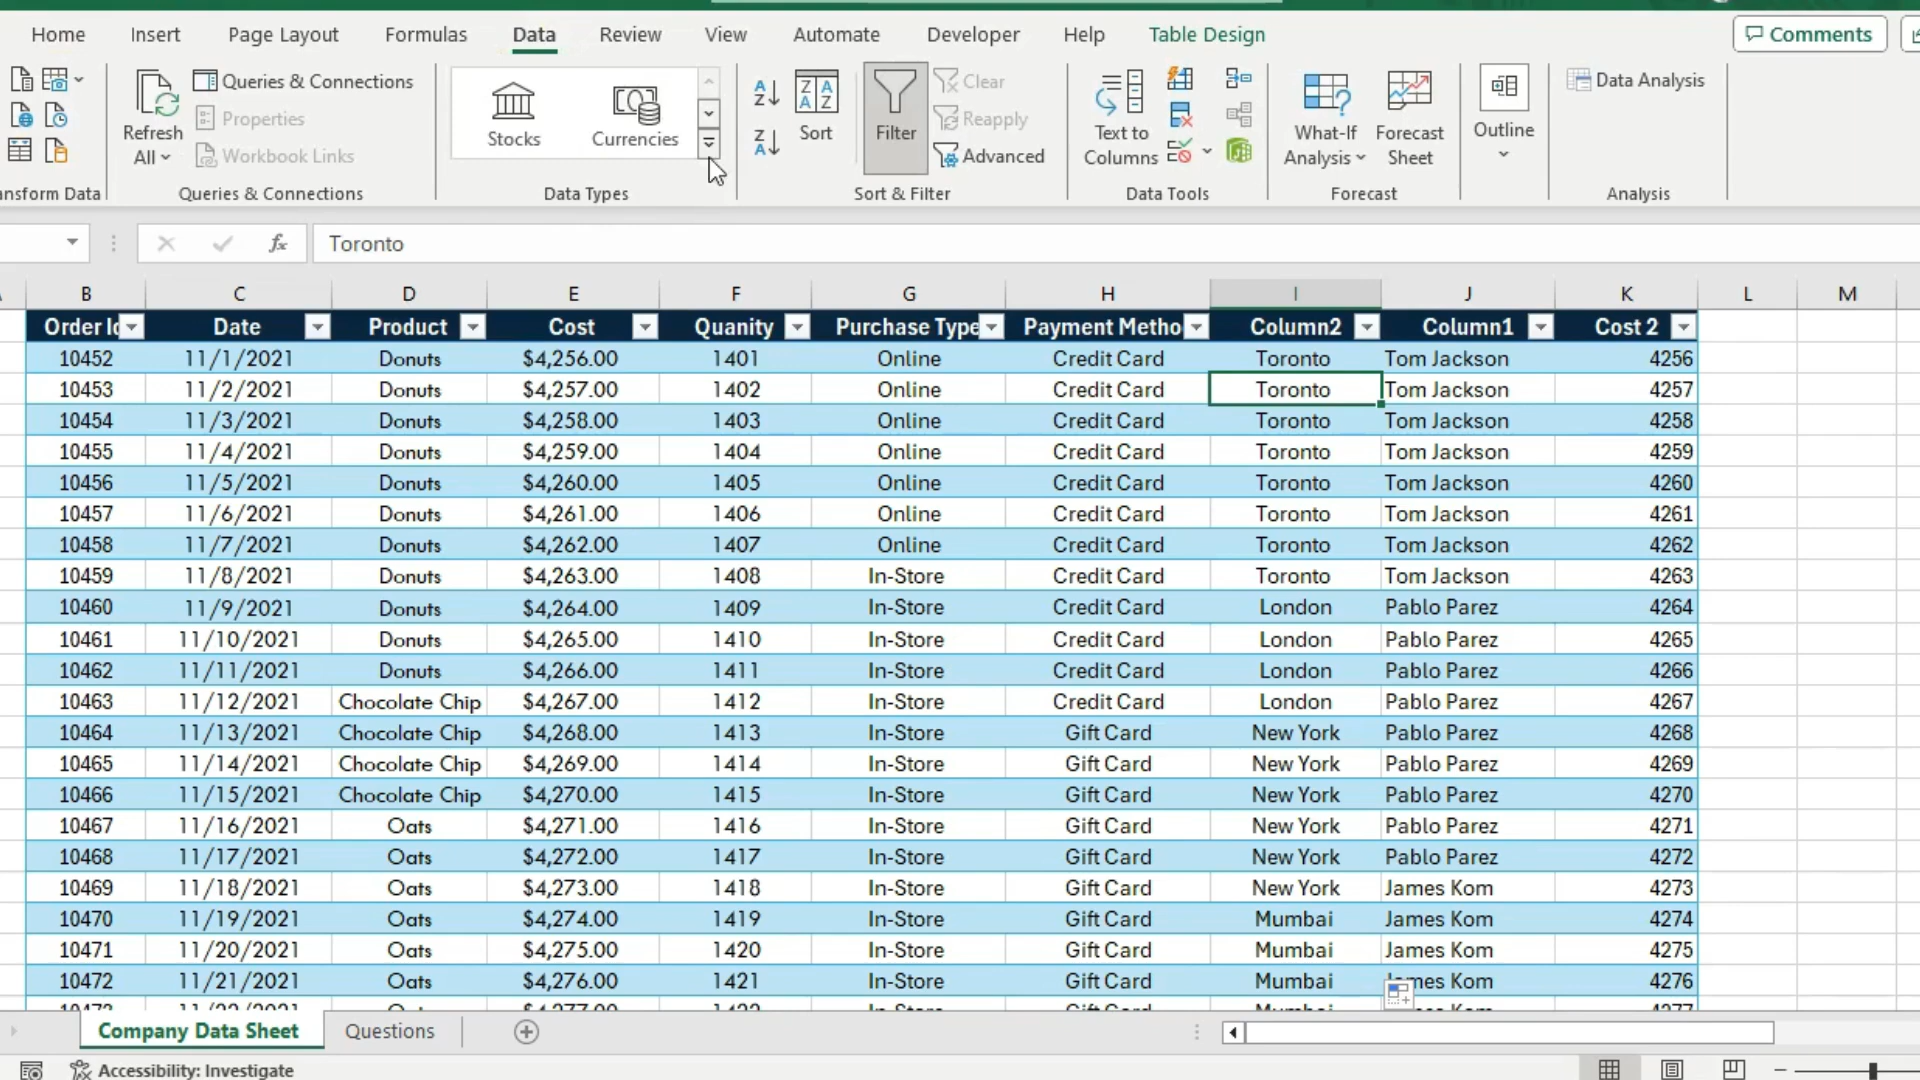 Home Insert Page Layout Formulas Data Review View Automate Developer Help Table Design Comments
Queries & Connections
Properties
Workbook Links
Refresh
All
Queries & Connections
Stocks Currencies
Data Types
Sort
Filter
Clear
Reapply
Advanced
Sort & Filter
Text to
Columns
Data Tools
What-If
Analysis
Forecast
Sheet
Forecast
Outline
Data Analysis
Analysis
Toronto
B C D E F G H I J K L M
Date Product Cost Quanity Purchase Type Payment Metho Column2 Column1 Cost 2
10452 11/1/2021 Donuts $4,256.00 1401 Online Credit Card Toronto Tom Jackson 4256
10453 11/2/2021 Donuts $4,257.00 1402 Online Credit Card Toronto Tom Jackson 4257
10454 11/3/2021 Donuts $4,258.00 1403 Online Credit Card Toronto Tom Jackson 4258
10455 11/4/2021 Donuts $4,259.00 1404 Online Credit Card Toronto Tom Jackson 4259
10456 11/5/2021 Donuts $4,260.00 1405 Online Credit Card Toronto Tom Jackson 4260
10457 11/6/2021 Donuts $4,261.00 1406 Online Credit Card Toronto Tom Jackson 4261
10458 11/7/2021 Donuts $4,262.00 1407 Online Credit Card Toronto Tom Jackson 4262
10459 11/8/2021 Donuts $4,263.00 1408 In-Store Credit Card Toronto Tom Jackson 4263
10460 11/9/2021 Donuts $4,264.00 1409 In-Store Credit Card London Pablo Parez 4264
10461 11/10/2021 Donuts $4,265.00 1410 In-Store Credit Card London Pablo Parez 4265
10462 11/11/2021 Donuts $4,266.00 1411 In-Store Credit Card London Pablo Parez 4266
10463 11/12/2021 Chocolate Chip $4,267.00 1412 In-Store Credit Card London Pablo Parez 4267
10464 11/13/2021 Chocolate Chip $4,268.00 1413 In-Store Gift Card New York Pablo Parez 4268
10465 11/14/2021 Chocolate Chip $4,269.00 1414 In-Store Gift Card New York Pablo Parez 4269
10466 11/15/2021 Chocolate Chip $4,270.00 1415 In-Store Gift Card New York Pablo Parez 4270
10467 11/16/2021 Oats $4,271.00 1416 In-Store Gift Card New York Pablo Parez 4271
10468 11/17/2021 Oats $4,272.00 1417 In-Store Gift Card New York Pablo Parez 4272
10469 11/18/2021 Oats $4,273.00 1418 In-Store Gift Card New York James Kom 4273
10470 11/19/2021 Oats $4,274.00 1419 In-Store Gift Card Mumbai James Kom 4274
10471 11/20/2021 Oats $4,275.00 1420 In-Store Gift Card Mumbai James Kom 4275
10472 11/21/2021 Oats $4,276.00 1421 In-Store Gift Card Mumbai Kom 4276
Company Data Sheet Questions
Accessibility: Investigate